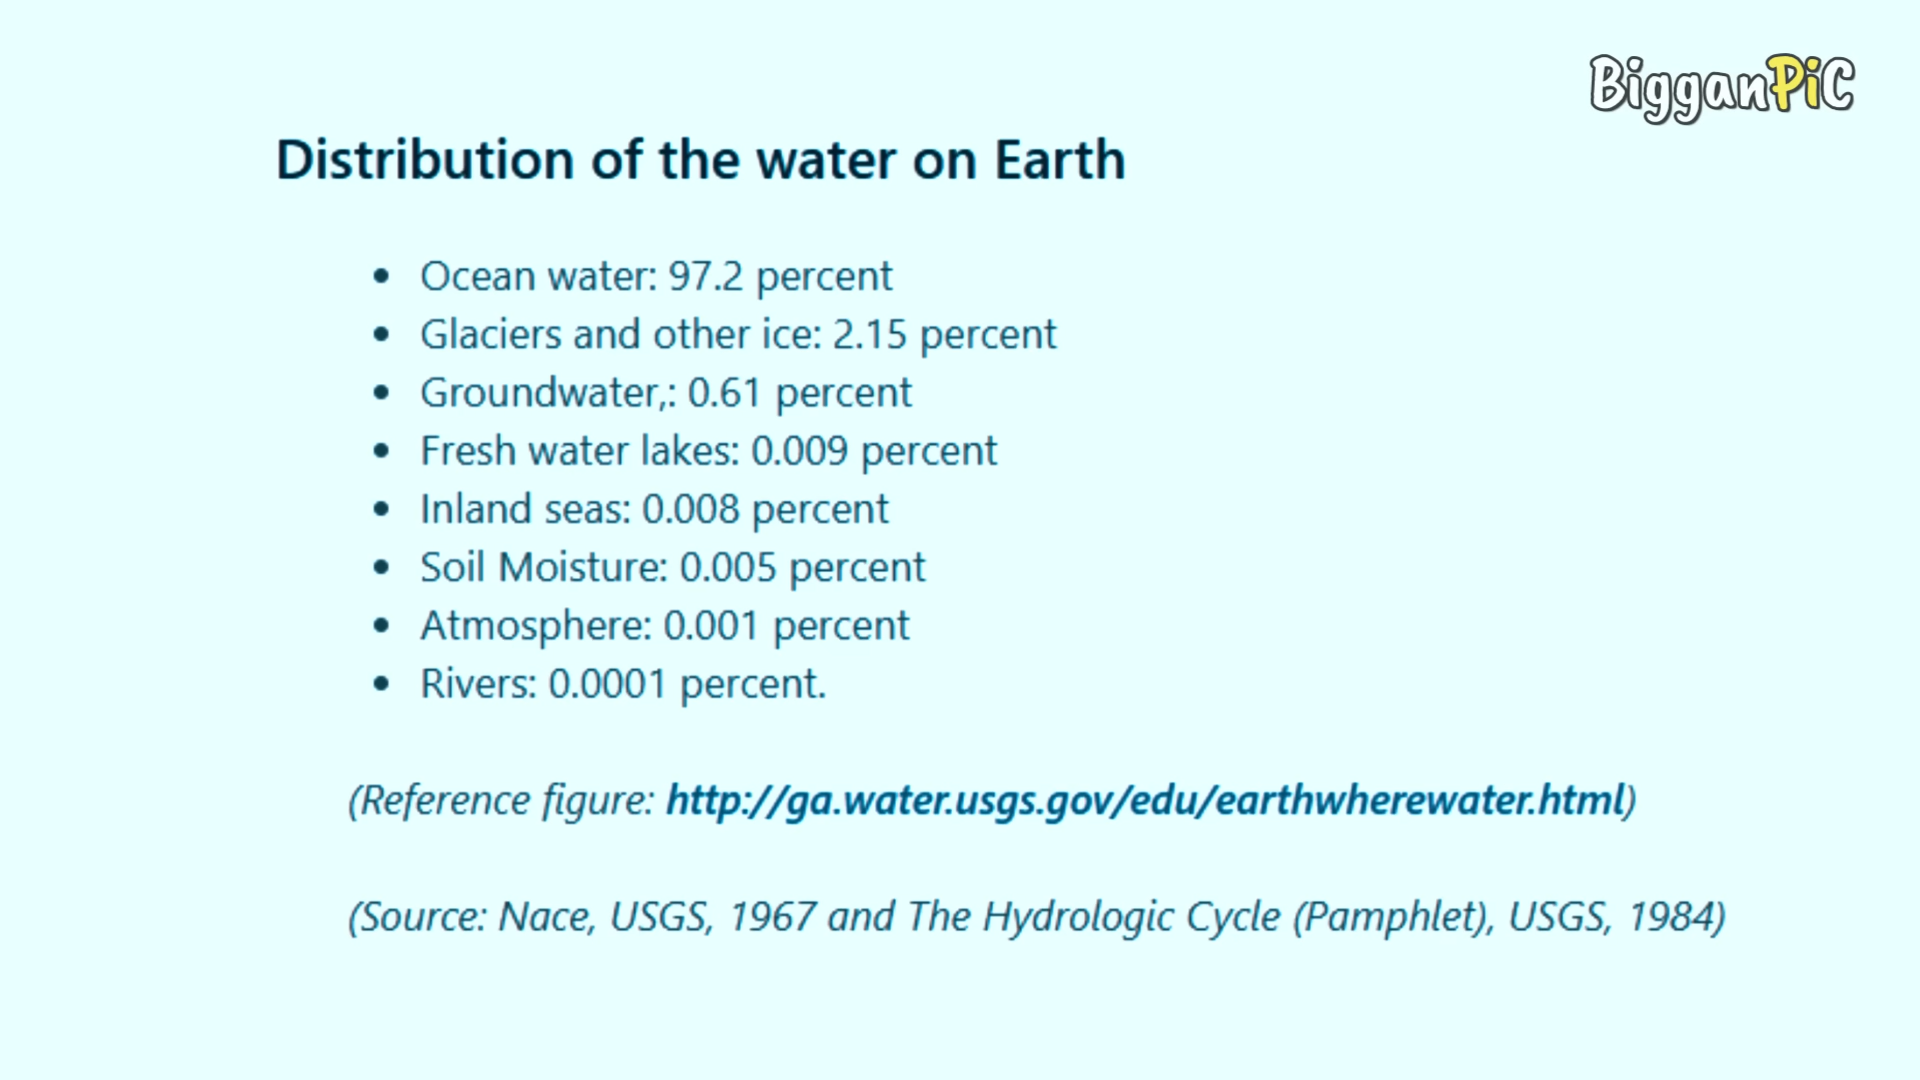 BigganPiC
Distribution of the water on Earth
• Ocean water: 97.2 percent
• Glaciers and other ice: 2.15 percent
• Groundwater,: 0.61 percent
• Fresh water lakes: 0.009 percent
• Inland seas: 0.008 percent
• Soil Moisture: 0.005 percent
• Atmosphere: 0.001 percent
• Rivers: 0.0001 percent.
(Reference figure: http://ga.water.usgs.gov/edu/earthwherewater.html)
(Source: Nace, USGS, 1967 and The Hydrologic Cycle (Pamphlet), USGS, 1984)